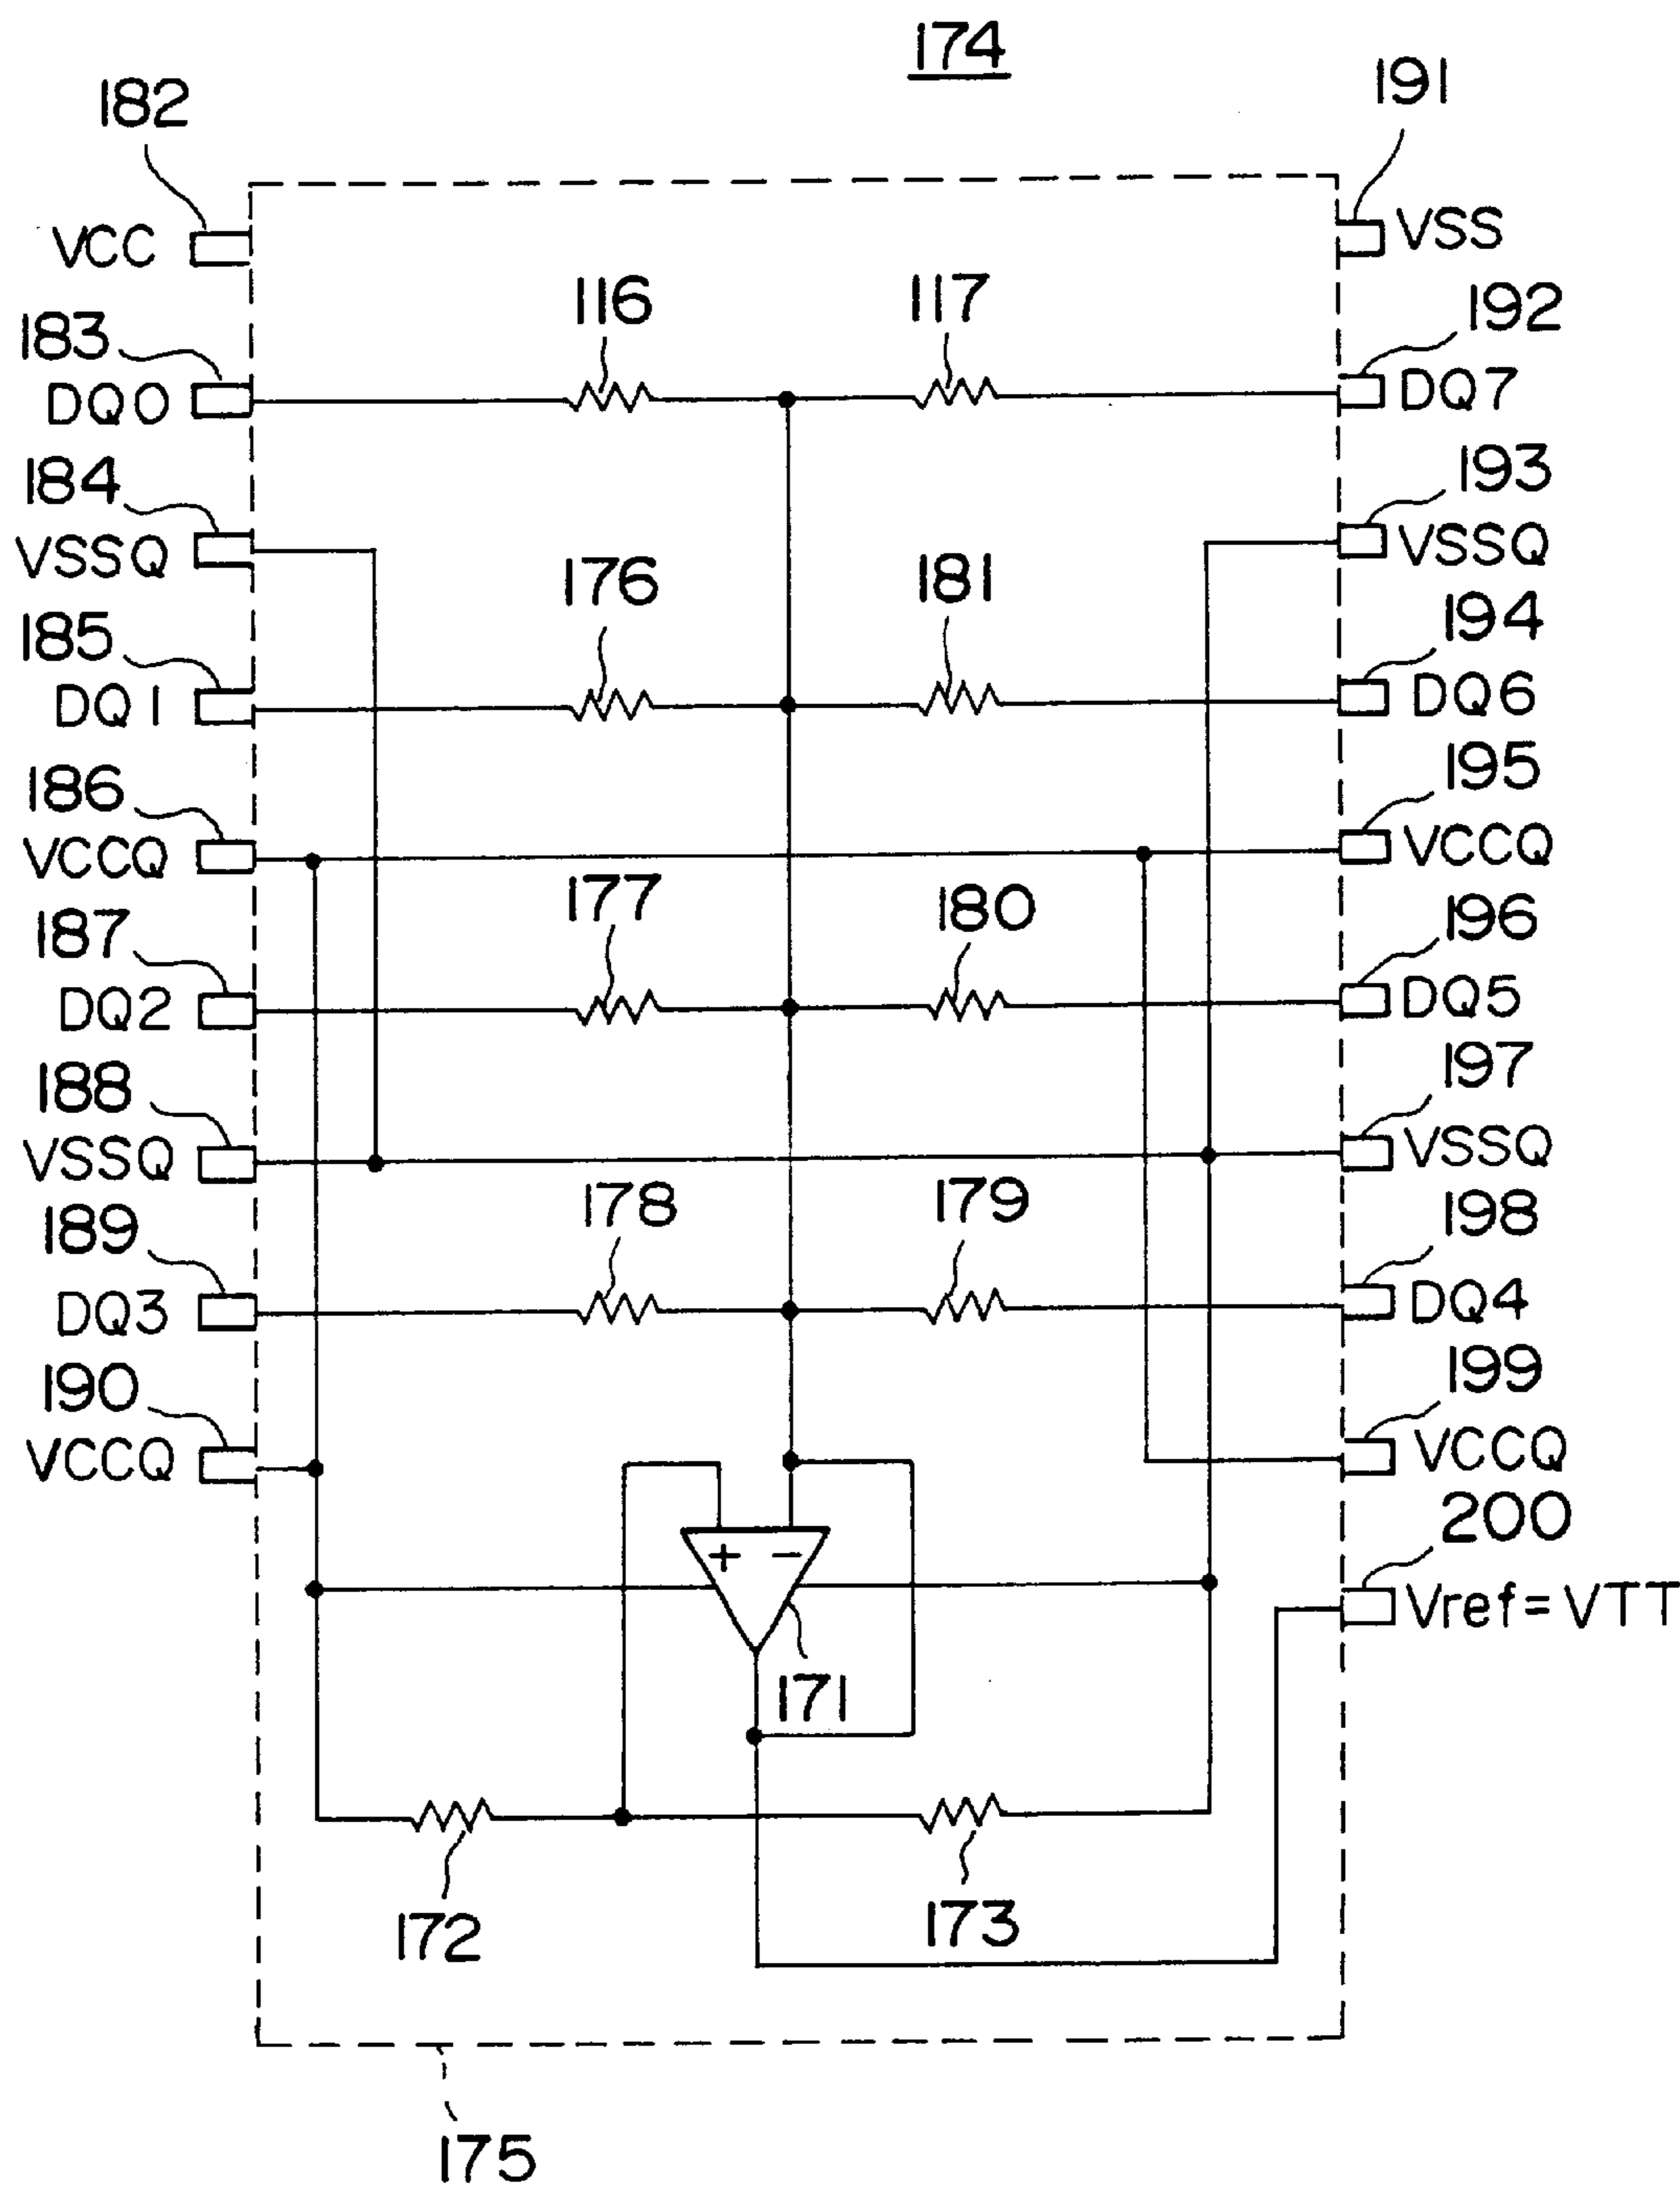 174
182
191
VCC
VSS
116
117
183
192
DQ0
DQ7
184
193
VSSQ
VSSQ
176
181
185
194
DQ1
DQ6
186
195
VCCQ
VCCQ
177
180
187
196
DQ2
DQ5
188
197
VSSQ
VSSQ
178
179
189
198
DQ3
DQ4
190
199
VCCQ
VCCQ
200
+ −
Vref=VTT
171
172
173
175